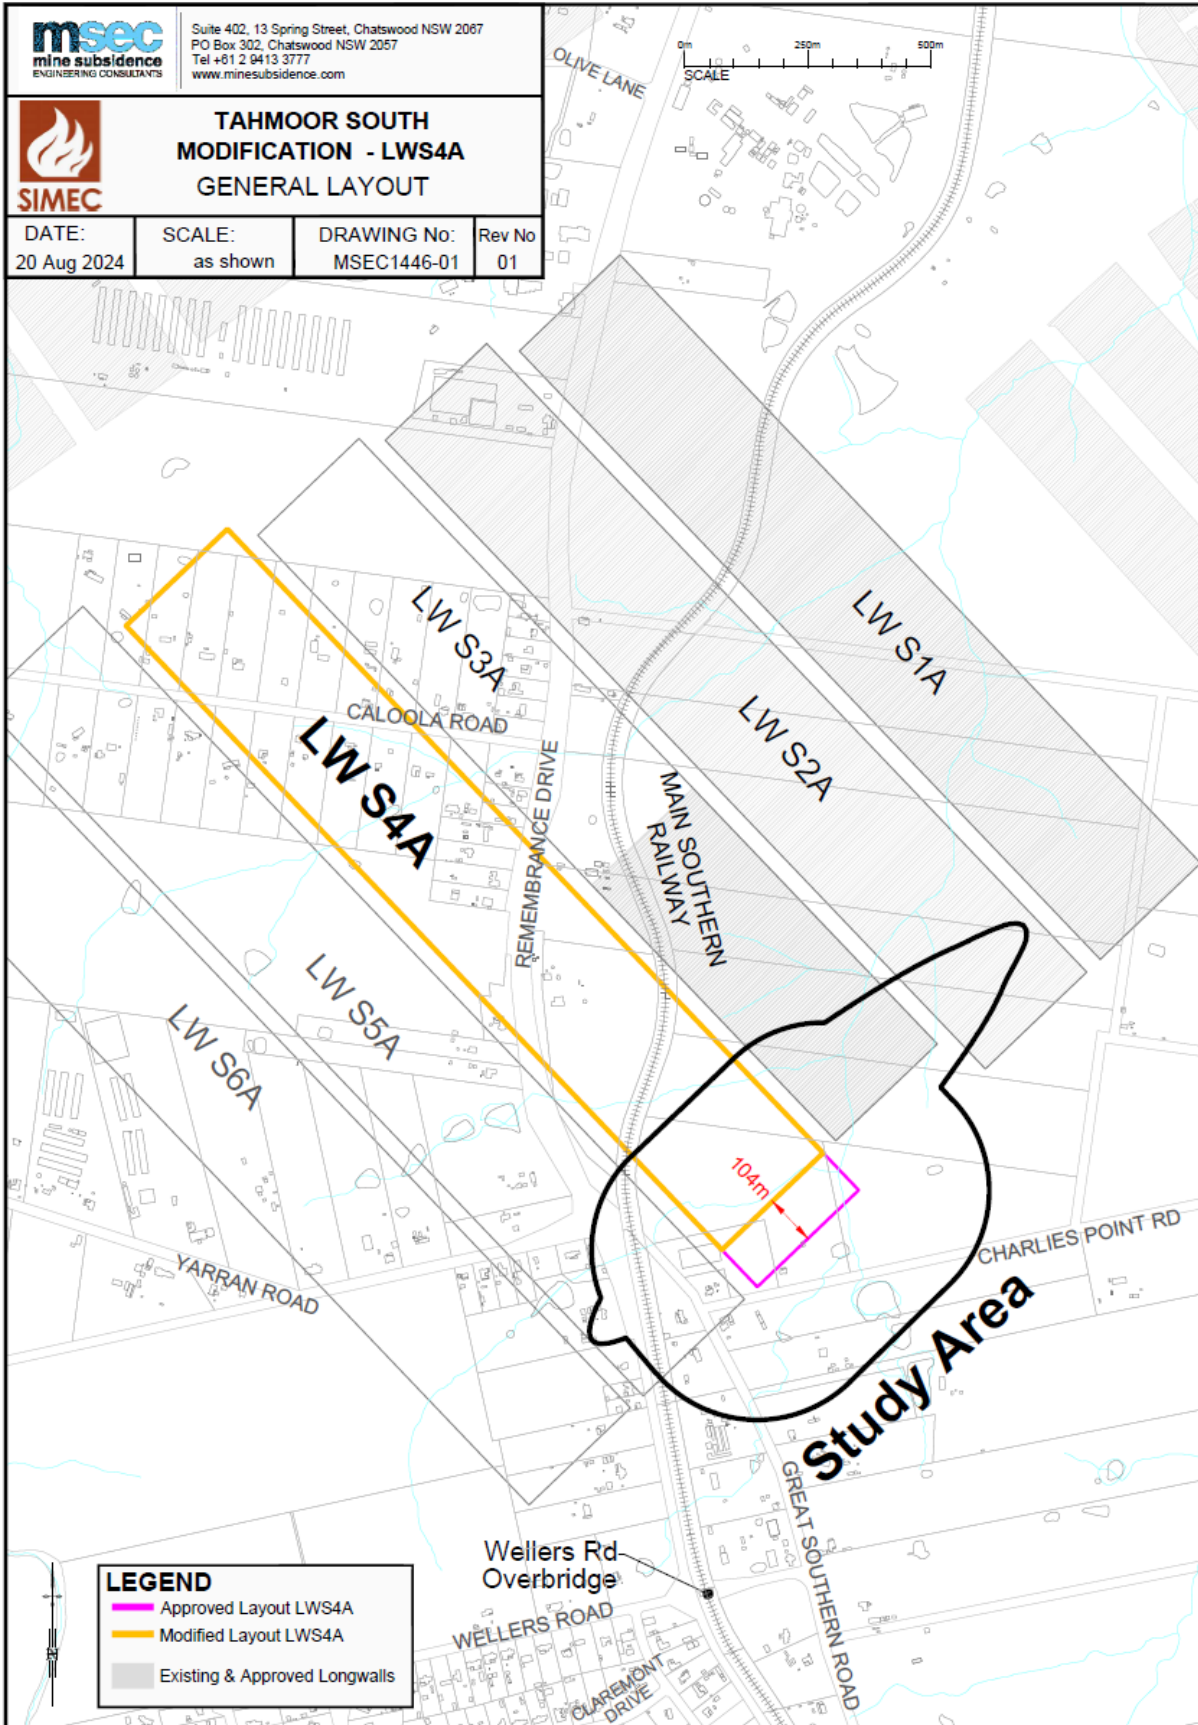 msec
mine subsidence
ENGINEERING CONSULTANTS
Suite 402, 13 Spring Street, Chatswood NSW 2067
PO Box 302, Chatswood NSW 2057
Tel +61 2 9413 3777
www.minesubsidence.com
SIMEC
TAHMOOR SOUTH
MODIFICATION - LWS4A
GENERAL LAYOUT
DATE:
20 Aug 2024
SCALE:
as shown
DRAWING No:
MSEC1446-01
Rev No
01
0m 250m 500m
SCALE
OLIVE LANE
LW S1A
LW S2A
LW S3A
CALOOLA ROAD
LW S4A
REMEMBRANCE DRIVE
MAIN SOUTHERN
RAILWAY
LW S5A
LW S6A
104m
YARRAN ROAD
CHARLIES POINT RD
Study Area
GREAT SOUTHERN ROAD
Wellers Rd
Overbridge
WELLERS ROAD
CLAREMONT
DRIVE
LEGEND
Approved Layout LWS4A
Modified Layout LWS4A
Existing & Approved Longwalls